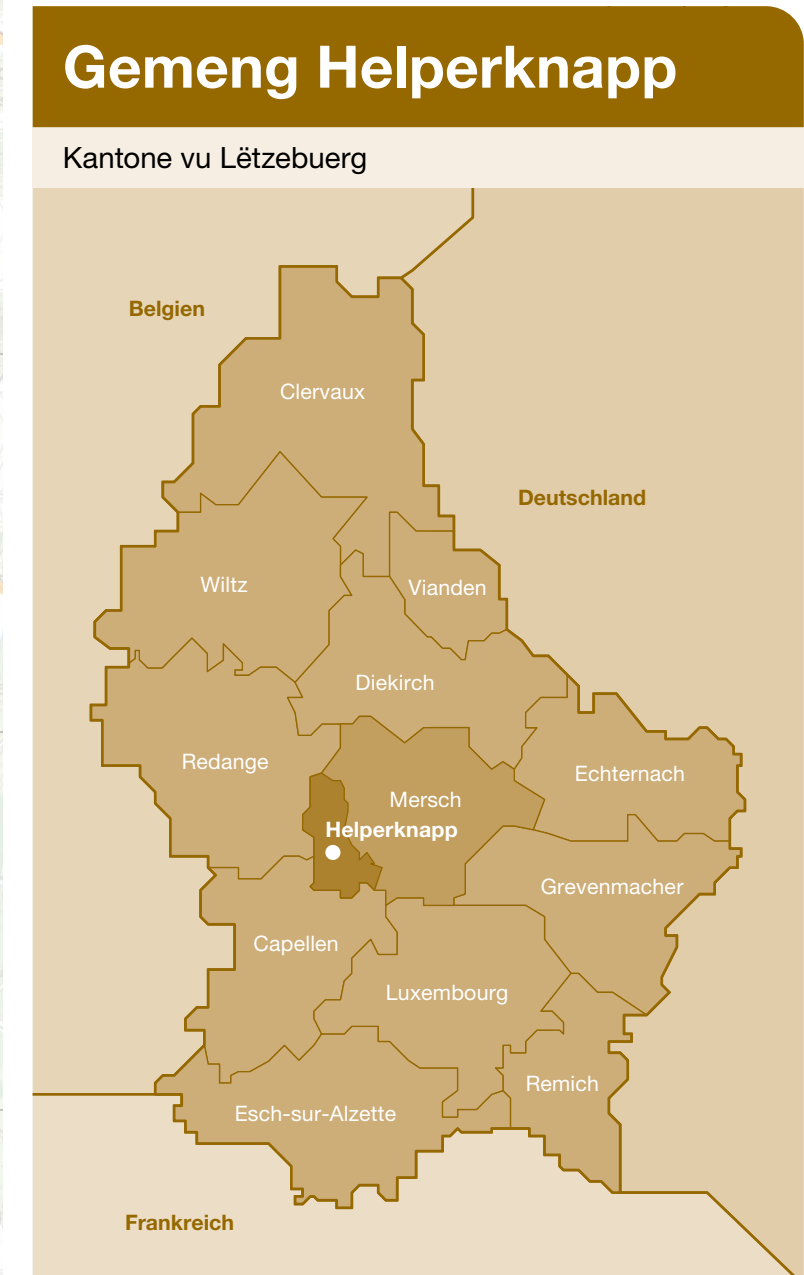 Gemeng Helperknapp
Kantone vu Lëtzebuerg
Belgien
Clervaux
Deutschland
Wiltz
Vianden
Diekirch
Redange
Echternach
Mersch
Helperknapp
Grevenmacher
Capellen
Luxembourg
Remich
Esch-sur-Alzette
Frankreich